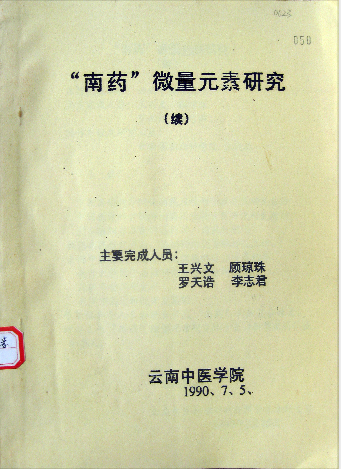 050
“南药”微量元素研究
（续）
主要完成人员：
王兴文 顾琼珠
罗天诰 李志君
云南中医学院
1990、7、5、